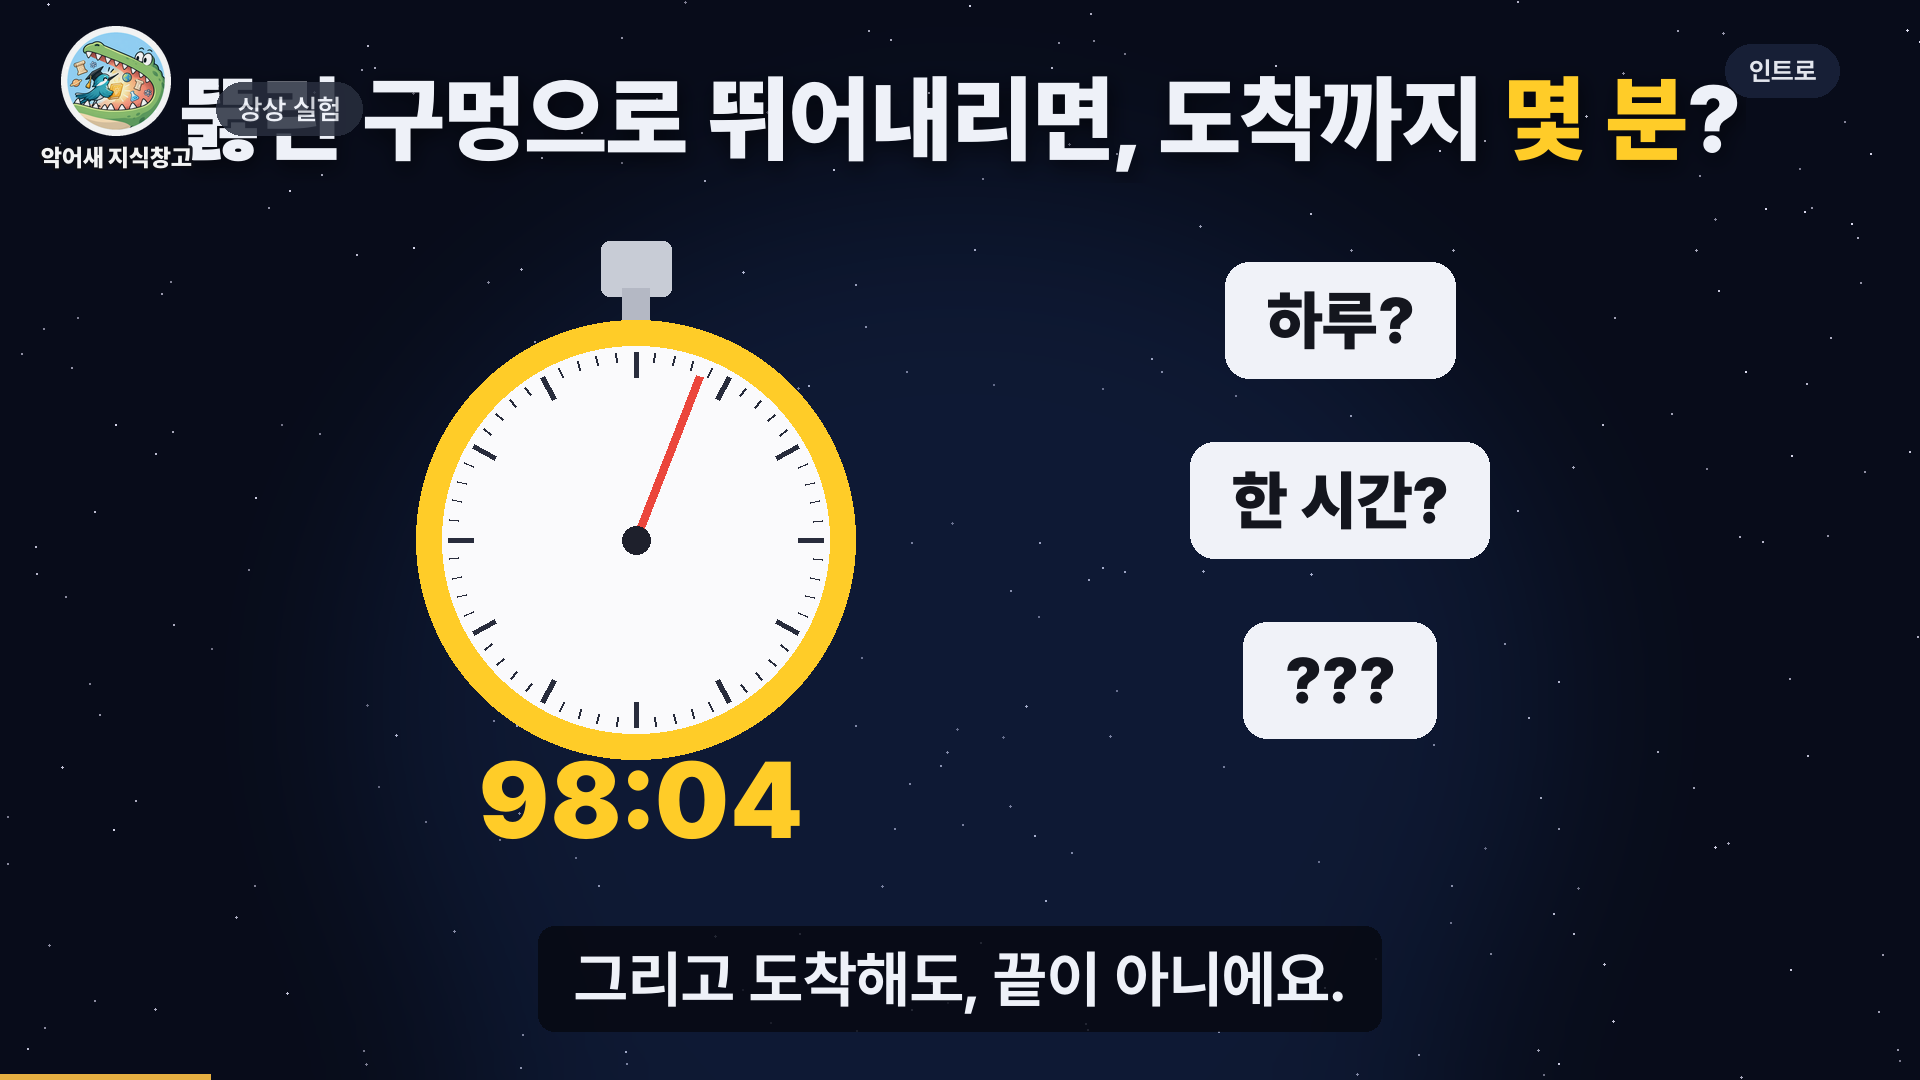 뚫린 구멍으로 뛰어내리면, 도착까지 몇 분?
상상 실험
인트로
악어새 지식창고
하루?
한 시간?
???
98:04
그리고 도착해도, 끝이 아니에요.